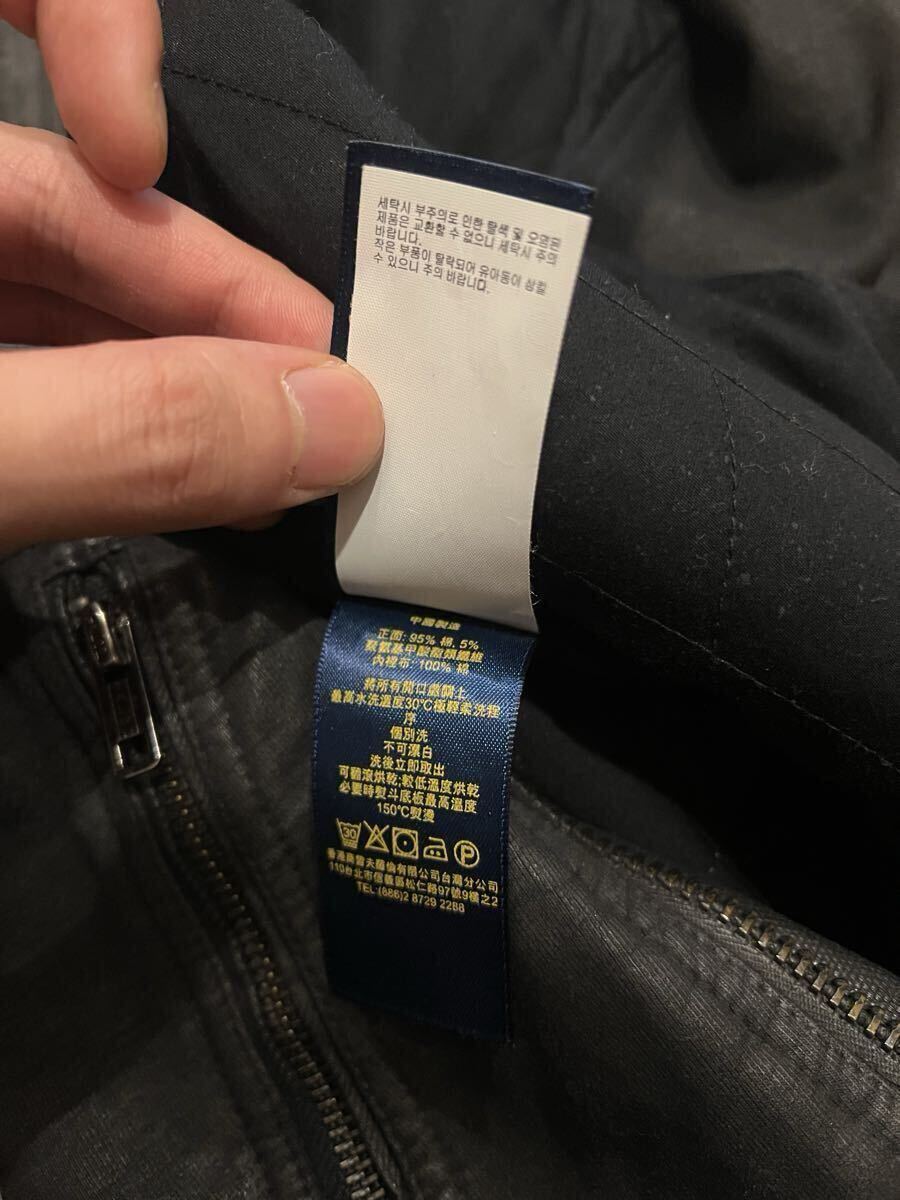 세탁시 부주의로 인한 탈색 및 오염된
제품은 교환할 수 없으니 세탁시 주의
바랍니다.
작은 부품이 탈락되어 유아동이 삼킬
수 있으니 주의 바랍니다.
中國製造
正面: 95% 棉, 5%
聚氨基甲酸酯類纖維
內裡布: 100% 棉
將所有開口處關上
最高水洗溫度30℃極輕柔洗程
序
個別洗
不可漂白
洗後立即取出
可翻滾烘乾;較低溫度烘乾
必要時熨斗底板最高溫度
150℃熨燙
30 P
香港商雷夫羅倫有限公司台灣分公司
110台北市信義區松仁路97號9樓之2
TEL:(886)2 8729 2288